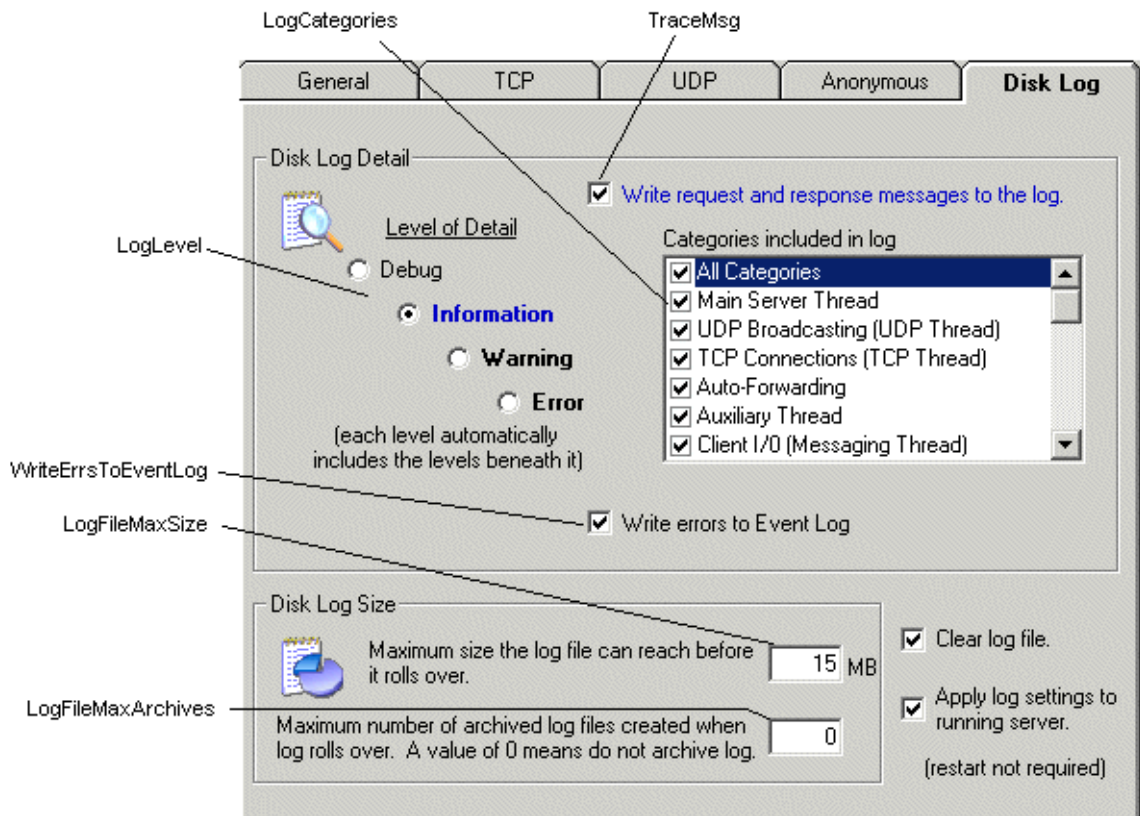 LogCategories
TraceMsg
General
TCP
UDP
Anonymous
Disk Log
Disk Log Detail
Write request and response messages to the log.
Level of Detail
Categories included in log
LogLevel
Debug
All Categories
Information
Main Server Thread
UDP Broadcasting (UDP Thread)
Warning
TCP Connections (TCP Thread)
Auto-Forwarding
Error
Auxiliary Thread
(each level automatically
includes the levels beneath it)
Client I/0 (Messaging Thread)
WriteErrsToEventLog
LogFileMaxSize
Write errors to Event Log
Disk Log Size
Maximum size the log file can reach before
it rolls over.
15 MB
Clear log file.
LogFileMaxArchives
Maximum number of archived log files created when
log rolls over. A value of 0 means do not archive log.
0
Apply log settings to
running server.
(restart not required)